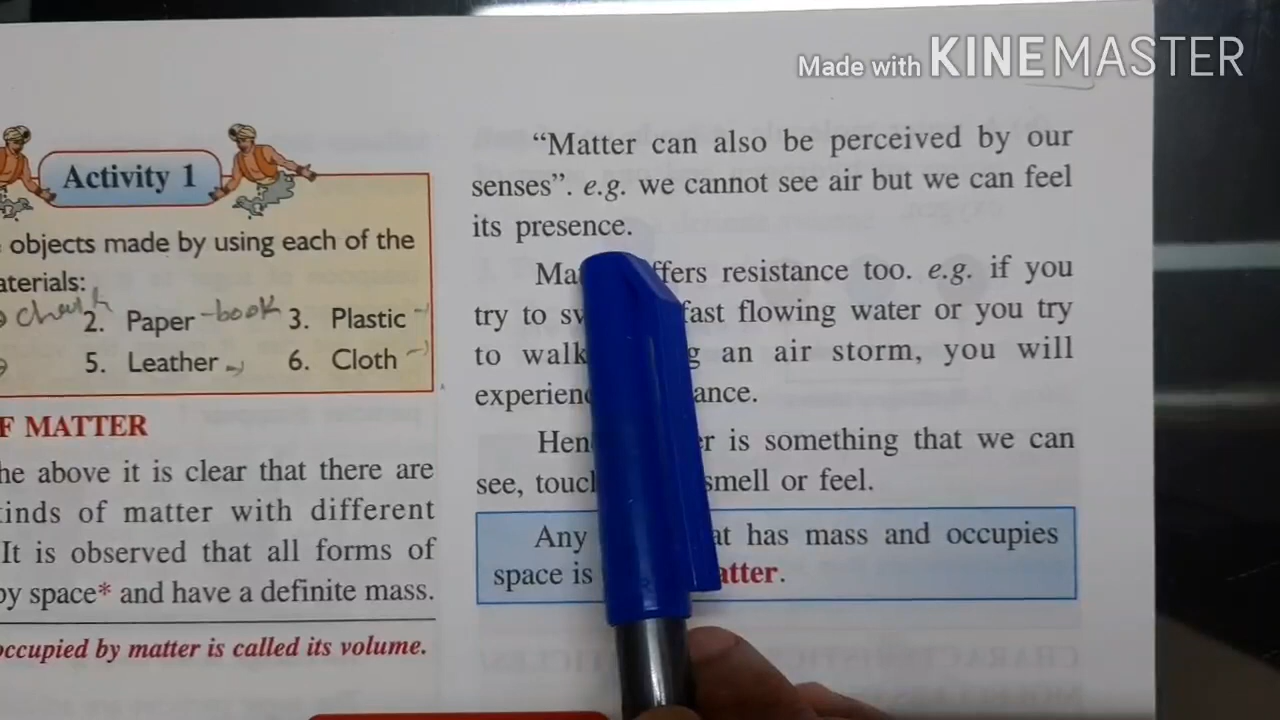 Made with KINEMASTER
Activity 1
objects made by using each of the
aterials:
2. Paper -book 3. Plastic
5. Leather 6. Cloth
F MATTER
he above it is clear that there are
inds of matter with different
It is observed that all forms of
py space* and have a definite mass.
occupied by matter is called its volume.
“Matter can also be perceived by our
senses”. e.g. we cannot see air but we can feel
its presence.
Ma ffers resistance too. e.g. if you
try to sw fast flowing water or you try
to walk g an air storm, you will
experienc ance.
Hen r is something that we can
see, touc smell or feel.
Any at has mass and occupies
space is atter.